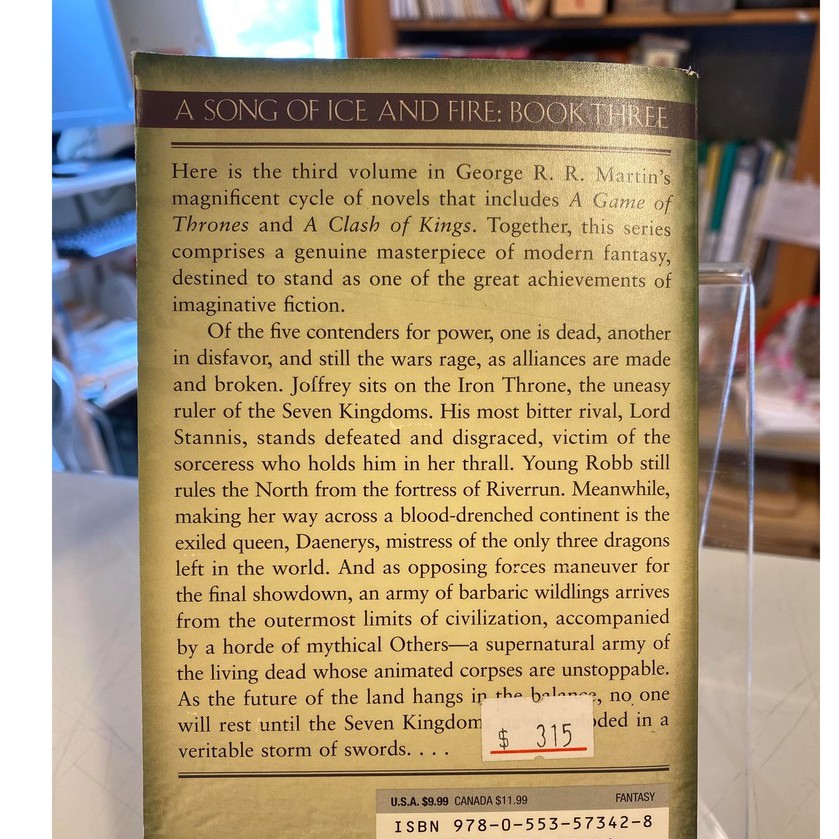 A SONG OF ICE AND FIRE: BOOK THREE
Here is the third volume in George R. R. Martin's
magnificent cycle of novels that includes A Game of
Thrones and A Clash of Kings. Together, this series
comprises a genuine masterpiece of modern fantasy,
destined to stand as one of the great achievements of
imaginative fiction.
Of the five contenders for power, one is dead, another
in disfavor, and still the wars rage, as alliances are made
and broken. Joffrey sits on the Iron Throne, the uneasy
ruler of the Seven Kingdoms. His most bitter rival, Lord
Stannis, stands defeated and disgraced, victim of the
sorceress who holds him in her thrall. Young Robb still
rules the North from the fortress of Riverrun. Meanwhile,
making her way across a blood-drenched continent is the
exiled queen, Daenerys, mistress of the only three dragons
left in the world. And as opposing forces maneuver for
the final showdown, an army of barbaric wildlings arrives
from the outermost limits of civilization, accompanied
by a horde of mythical Others—a supernatural army of
the living dead whose animated corpses are unstoppable.
As the future of the land hangs in the balance, no one
will rest until the Seven Kingdom in a
veritable storm of swords. . . .
$ 315
U.S.A. $9.99 CANADA $11.99 FANTASY
ISBN 978-0-553-57342-8